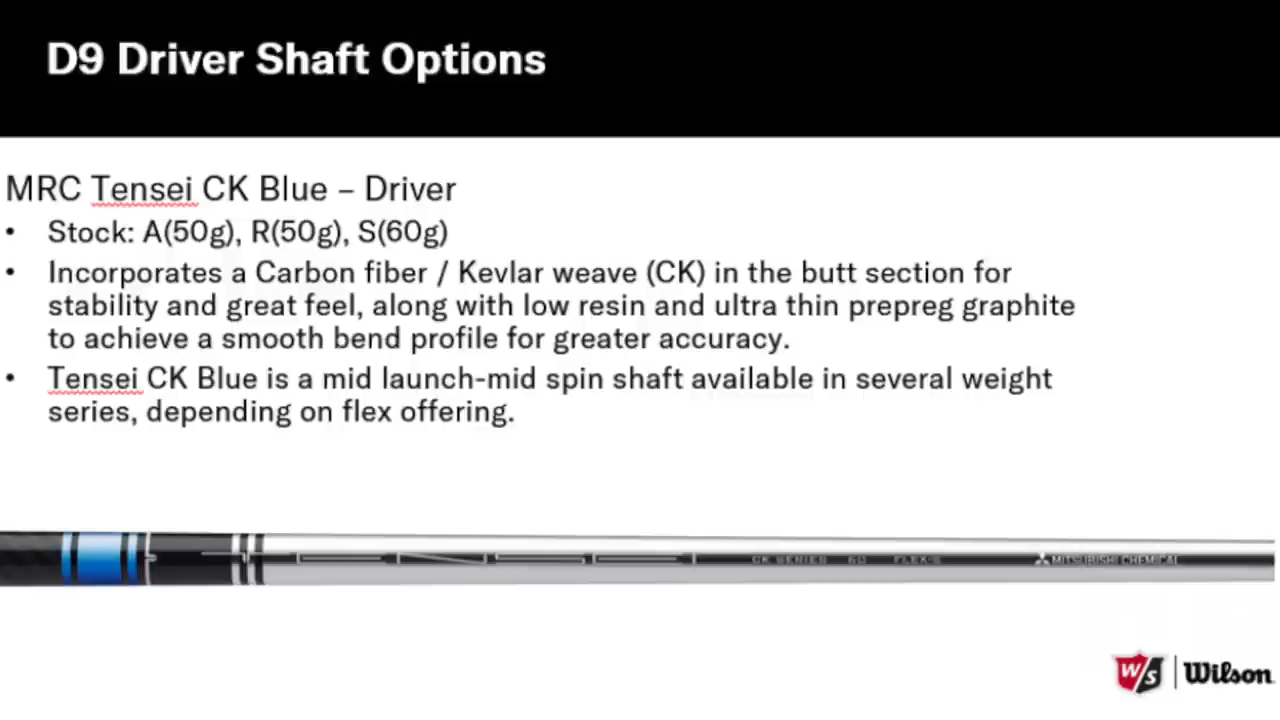 D9 Driver Shaft Options
MRC Tensei CK Blue – Driver
• Stock: A(50g), R(50g), S(60g)
• Incorporates a Carbon fiber / Kevlar weave (CK) in the butt section for
stability and great feel, along with low resin and ultra thin prepreg graphite
to achieve a smooth bend profile for greater accuracy.
• Tensei CK Blue is a mid launch-mid spin shaft available in several weight
series, depending on flex offering.
CK SERIES 60 FLEX-S MITSUBISHI CHEMICAL
W/S Wilson